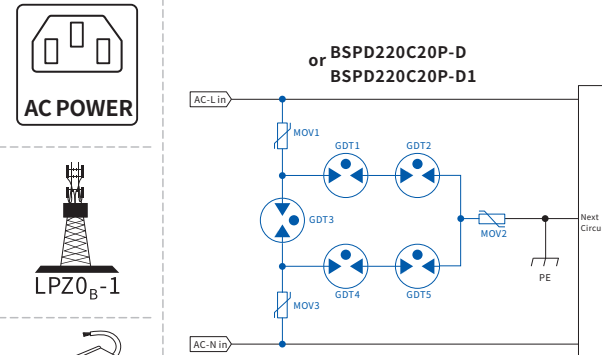 AC POWER
LPZ0B-1
or BSPD220C20P-D
BSPD220C20P-D1
AC-L in
MOV1
GDT1
GDT2
GDT3
MOV2
Next
PE
GDT4
GDT5
MOV3
AC-N in